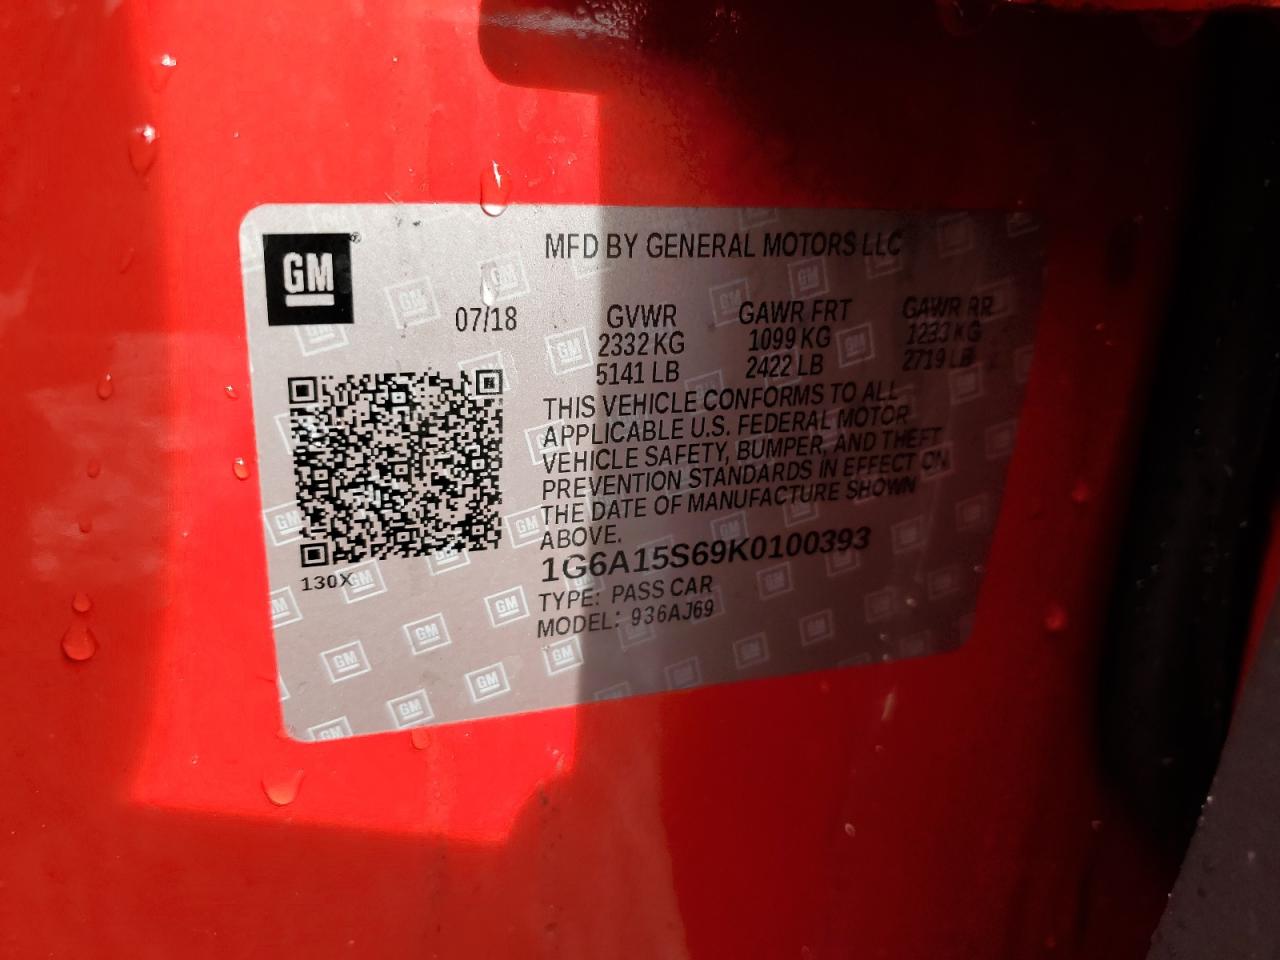 GM
MFD BY GENERAL MOTORS LLC
07/18
GVWR GAWR FRT GAWR RR
2332 KG 1099 KG 1233 KG
5141 LB 2422 LB 2719 LB
THIS VEHICLE CONFORMS TO ALL
APPLICABLE U.S. FEDERAL MOTOR
VEHICLE SAFETY, BUMPER, AND THEFT
PREVENTION STANDARDS IN EFFECT ON
THE DATE OF MANUFACTURE SHOWN
ABOVE.
1G6A15S69K0100393
TYPE: PASS CAR
MODEL: 936AJ69
130X